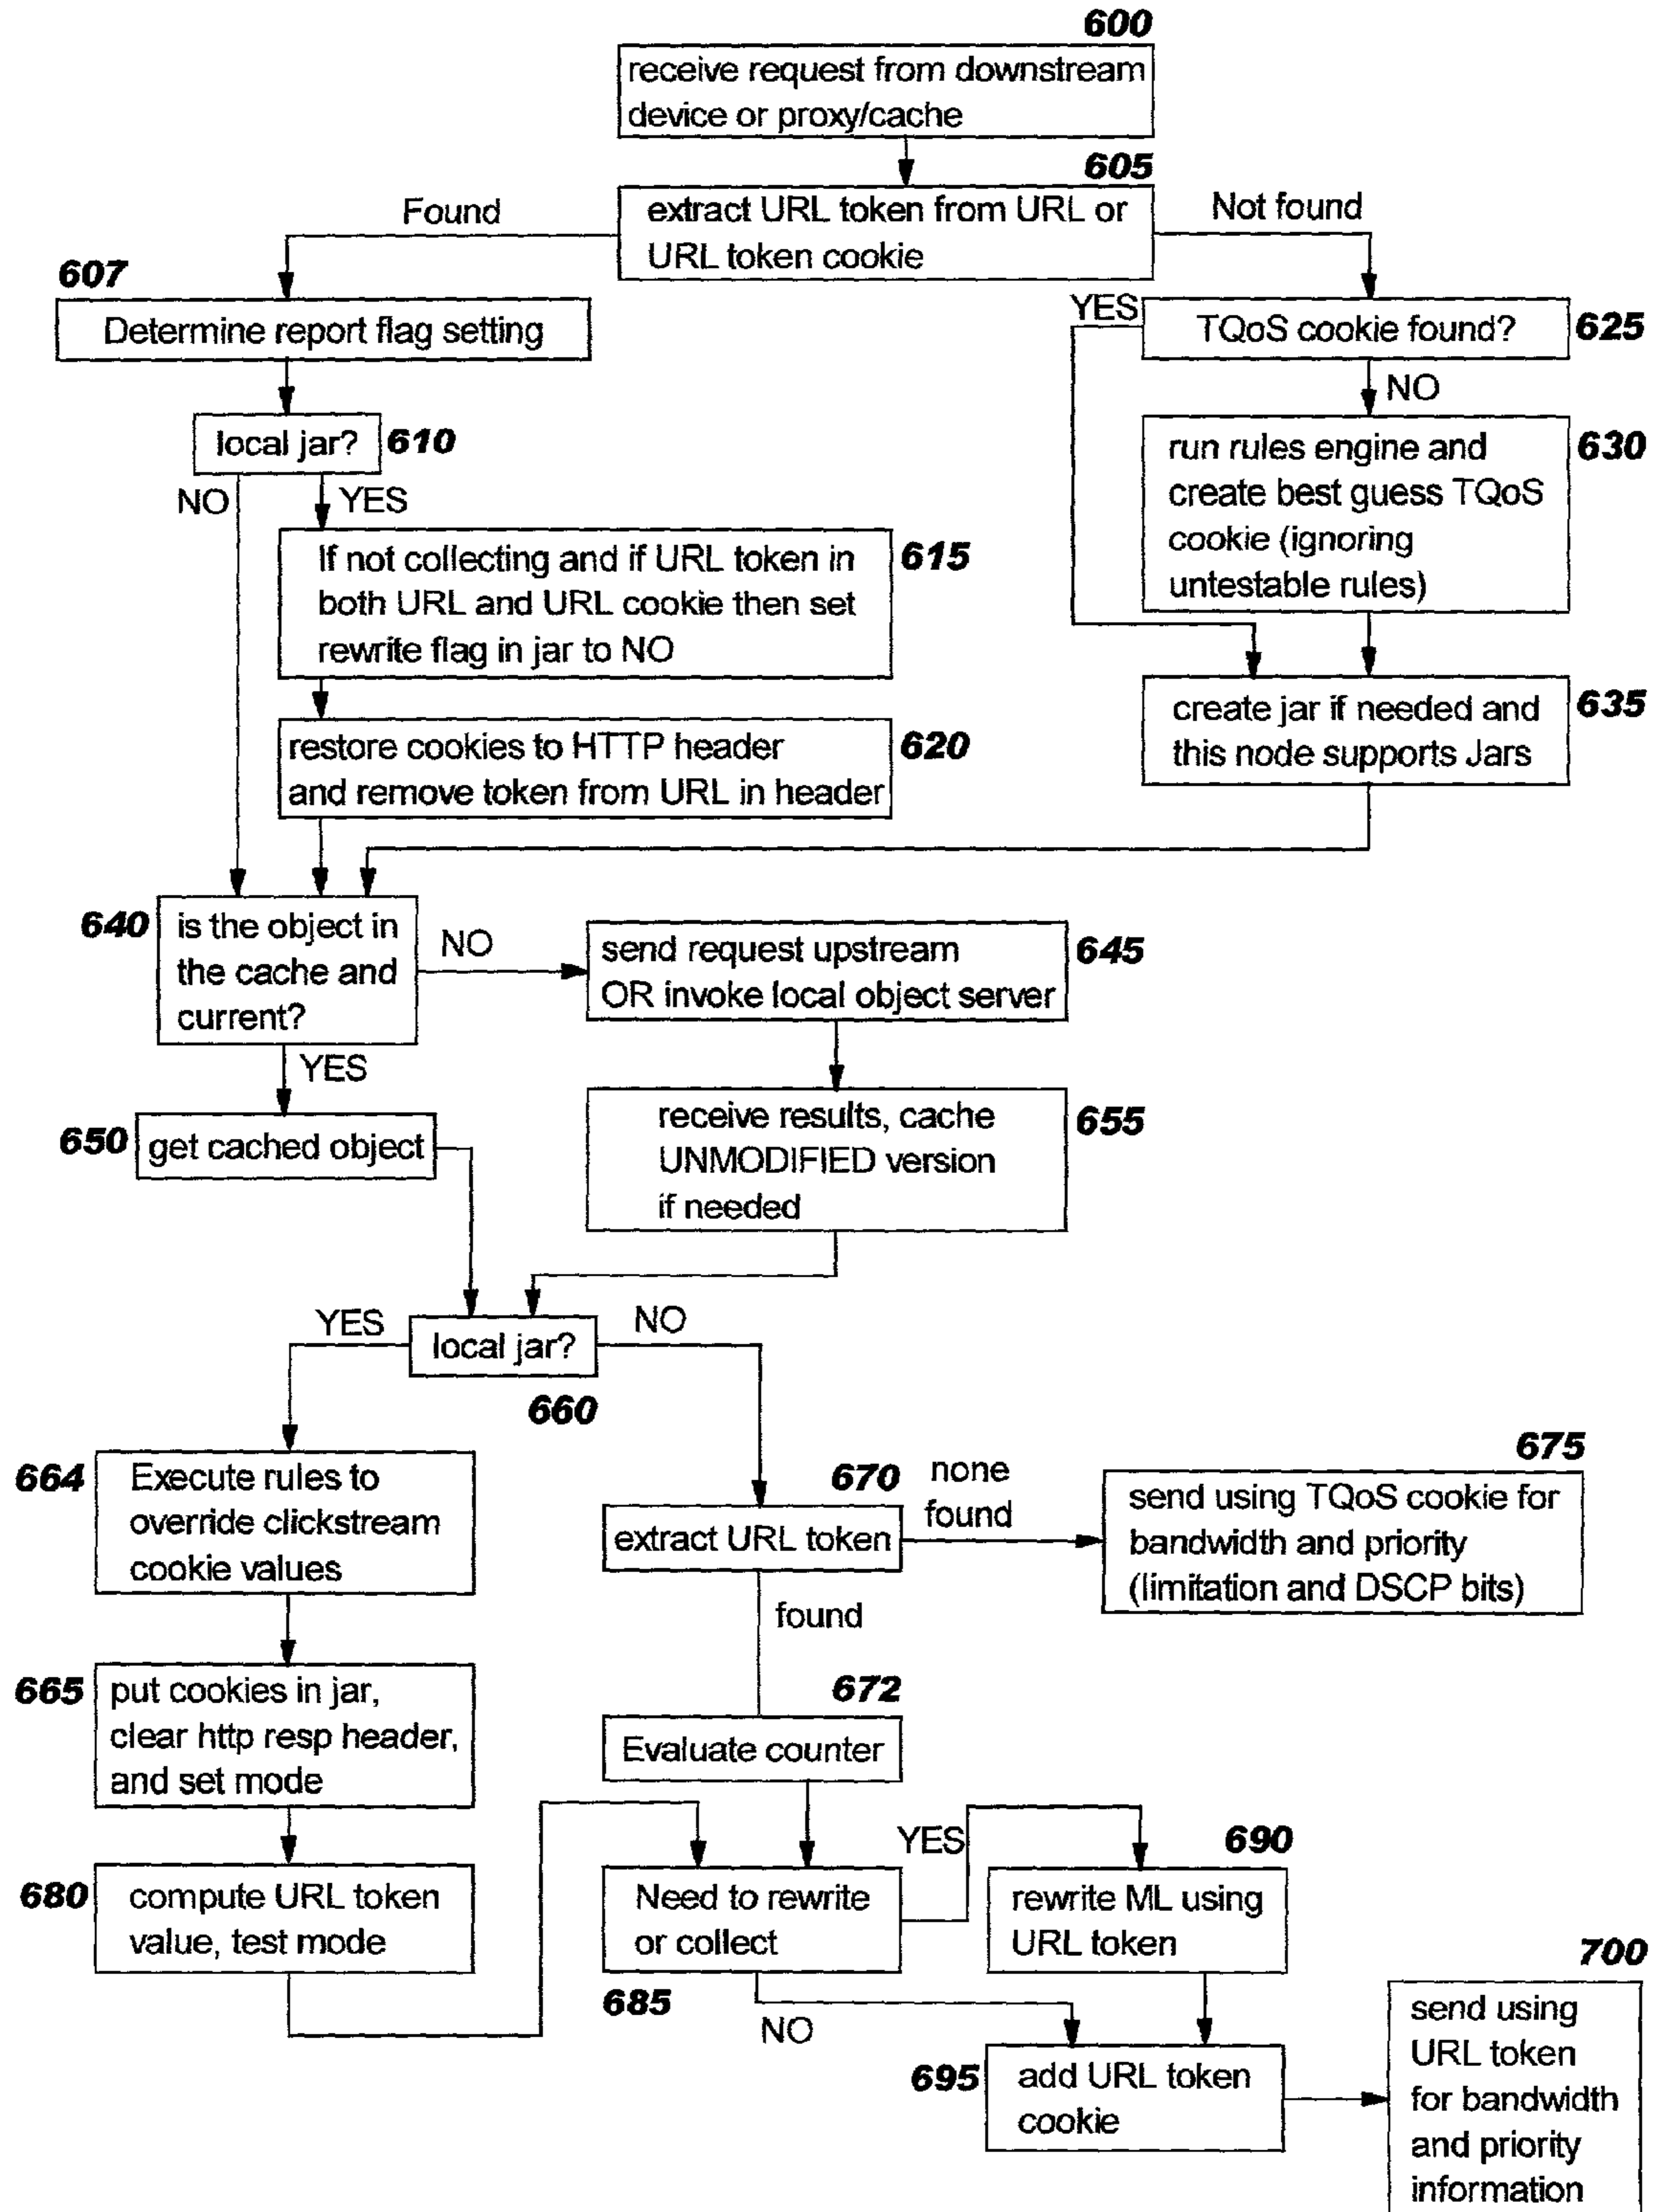 600
receive request from downstream
device or proxy/cache
605
Found
extract URL token from URL or
URL token cookie
Not found
607
Determine report flag setting
YES
TQoS cookie found?
625
NO
local jar?
610
run rules engine and
create best guess TQoS
cookie (ignoring
untestable rules)
630
NO
YES
If not collecting and if URL token in
both URL and URL cookie then set
rewrite flag in jar to NO
615
create jar if needed and
this node supports Jars
635
restore cookies to HTTP header
and remove token from URL in header
620
640
is the object in
the cache and
current?
NO
send request upstream
OR invoke local object server
645
YES
650
get cached object
receive results, cache
UNMODIFIED version
if needed
655
YES
local jar?
NO
660
664
Execute rules to
override clickstream
cookie values
670
extract URL token
none
found
675
send using TQoS cookie for
bandwidth and priority
(limitation and DSCP bits)
found
665
put cookies in jar,
clear http resp header,
and set mode
672
Evaluate counter
680
compute URL token
value, test mode
Need to rewrite
or collect
685
YES
690
rewrite ML using
URL token
NO
695
add URL token
cookie
700
send using
URL token
for bandwidth
and priority
information